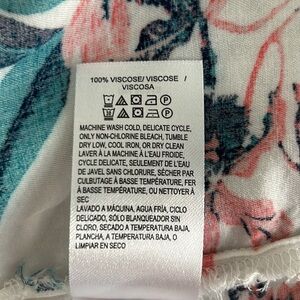 100% VISCOSE/ VISCOSE /
VISCOSA
MACHINE WASH COLD, DELICATE CYCLE,
ONLY NON-CHLORINE BLEACH, TUMBLE
DRY LOW, COOL IRON, OR DRY CLEAN
LAVER À LA MACHINE À L'EAU FROIDE,
CYCLE DELICATE, SEULEMENT DE L'EAU
DE JAVEL SANS CHLORURE, SÉCHER PAR
CULBUTAGE À BASSE TEMPÉRATURE, FER
À BASSE TEMPÉRATURE, OU NETTOYER À
SEC
LAVADO A MÁQUINA, AGUA FRÍA, CICLO
DELICADO, SÓLO BLANQUEADOR SIN
CLORO, SECADO A TEMPERATURA BAJA,
PLANCHA, A TEMPERATURA BAJA, O
LIMPIAR EN SECO